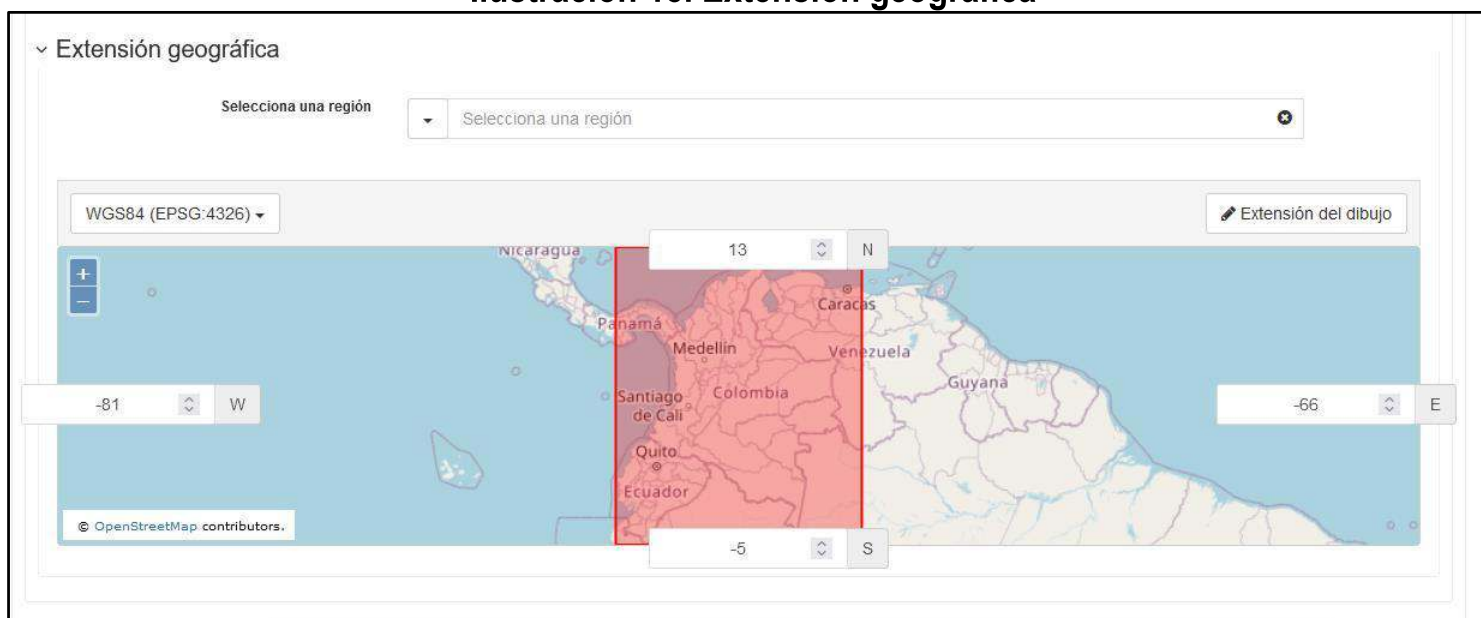 Ilustración 16. Extensión geográfica
Extensión geográfica
Selecciona una región
Selecciona una región
WGS84 (EPSG:4326)
Extensión del dibujo
13 N
Nicaragua
+
−
Caracas
Panamá
Medellín
Venezuela
Guyana
-81 W
Santiago
de Cali
Colombia
-66 E
Quito
Ecuador
© OpenStreetMap contributors.
-5 S